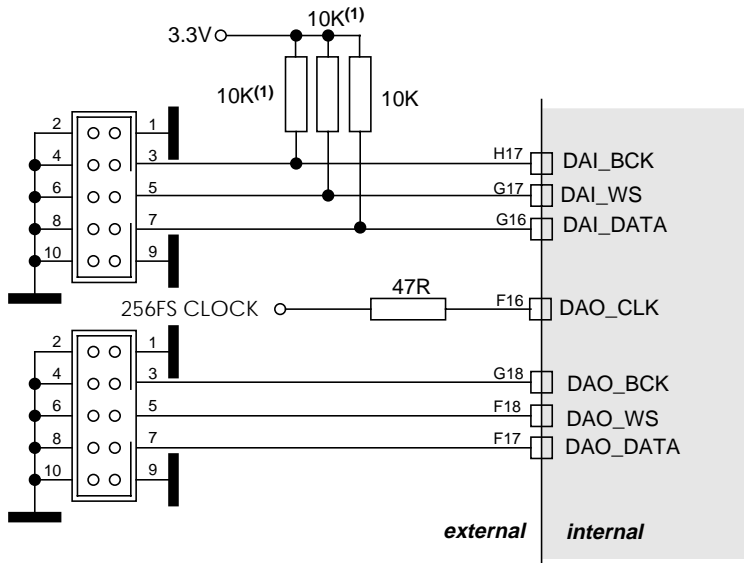 10K(1)
3.3V
10K(1)
10K
2
1
4
3
H17
DAI_BCK
6
5
G17
DAI_WS
8
7
G16
DAI_DATA
10
9
47R
256FS CLOCK
F16
DAO_CLK
2
1
4
3
G18
DAO_BCK
6
5
F18
DAO_WS
8
7
F17
DAO_DATA
10
9
external
internal